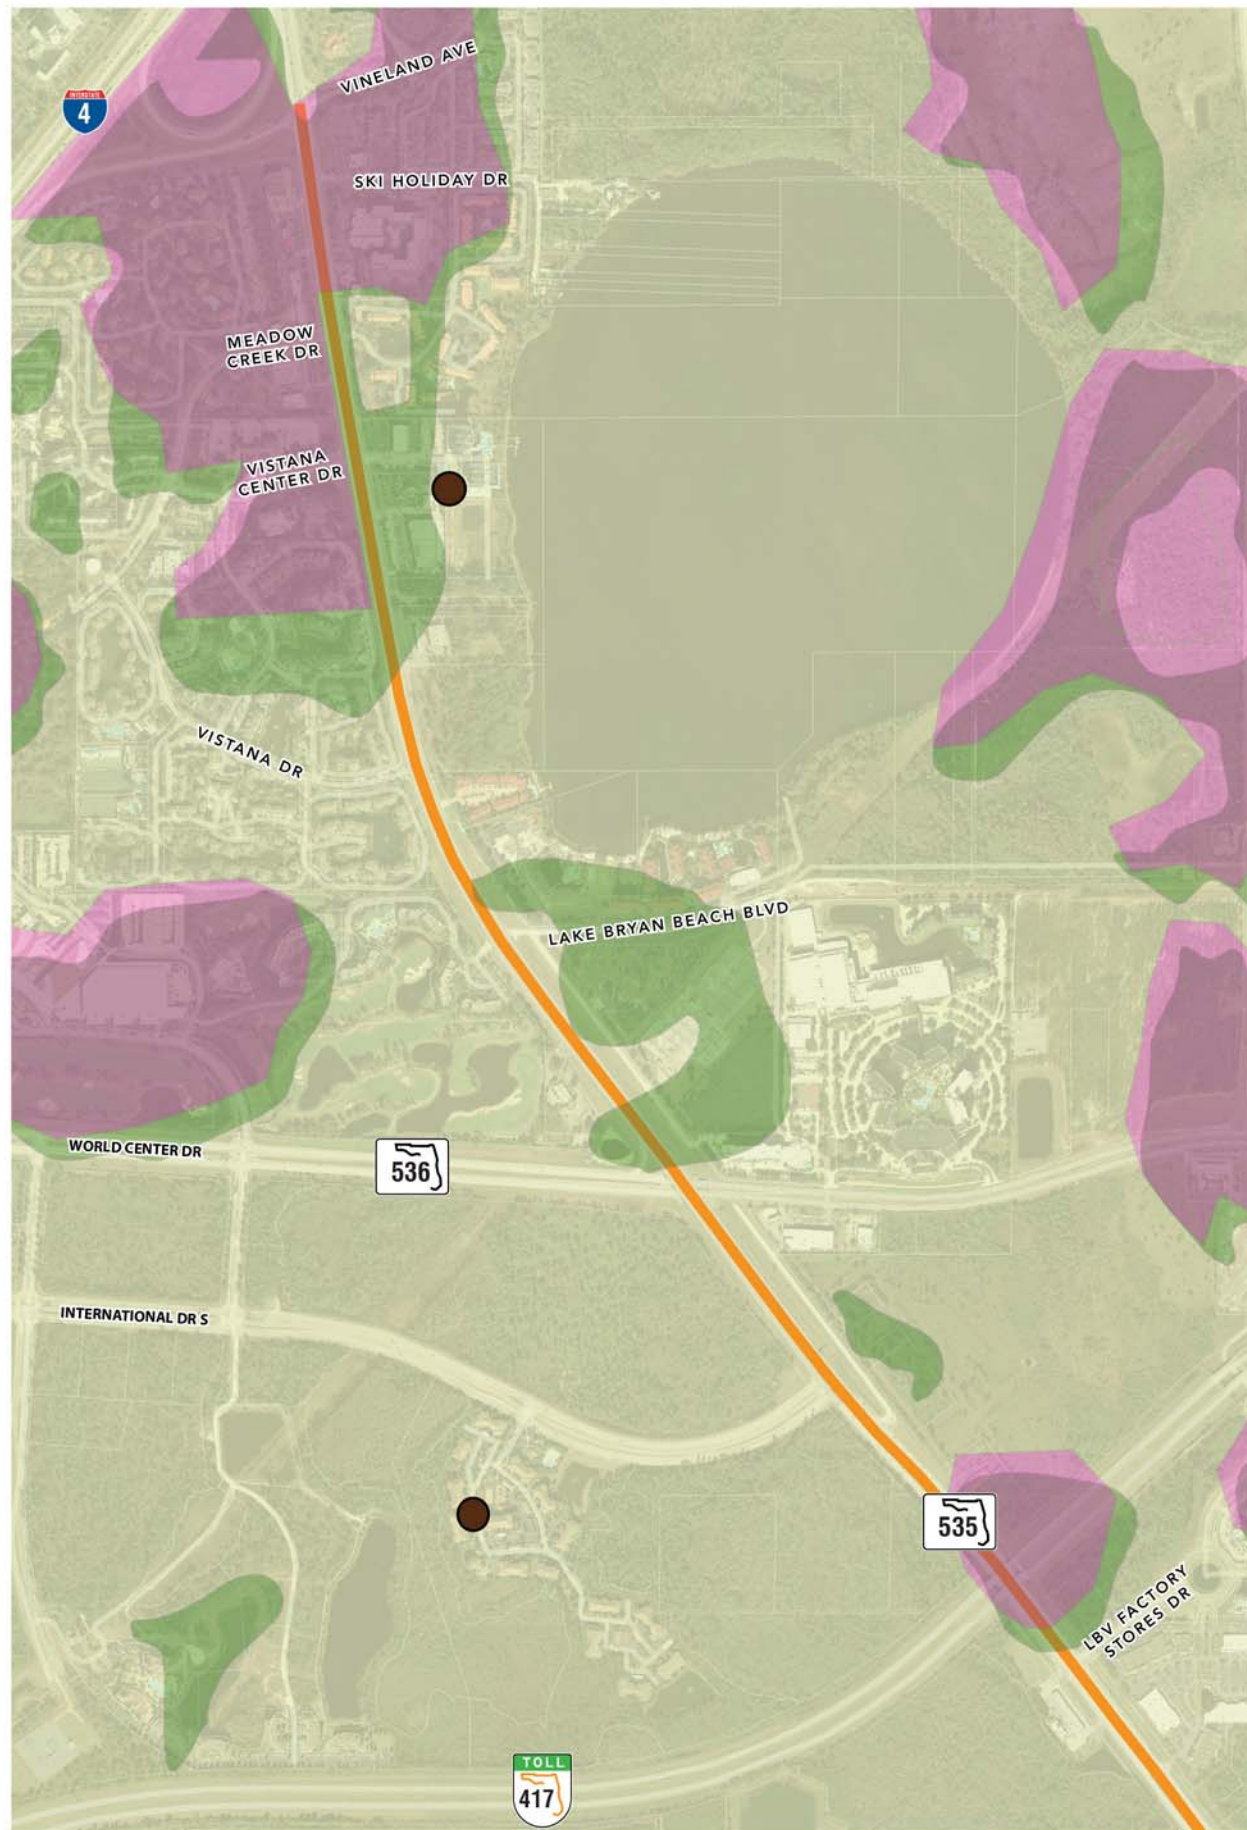 VINELAND AVE
INTERSTATE
4
SKI HOLIDAY DR
MEADOW
CREEK DR
VISTANA
CENTER DR
VISTANA DR
LAKE BRYAN BEACH BLVD
WORLD CENTER DR
536
INTERNATIONAL DR S
535
LBV FACTORY
STORES DR
TOLL
417